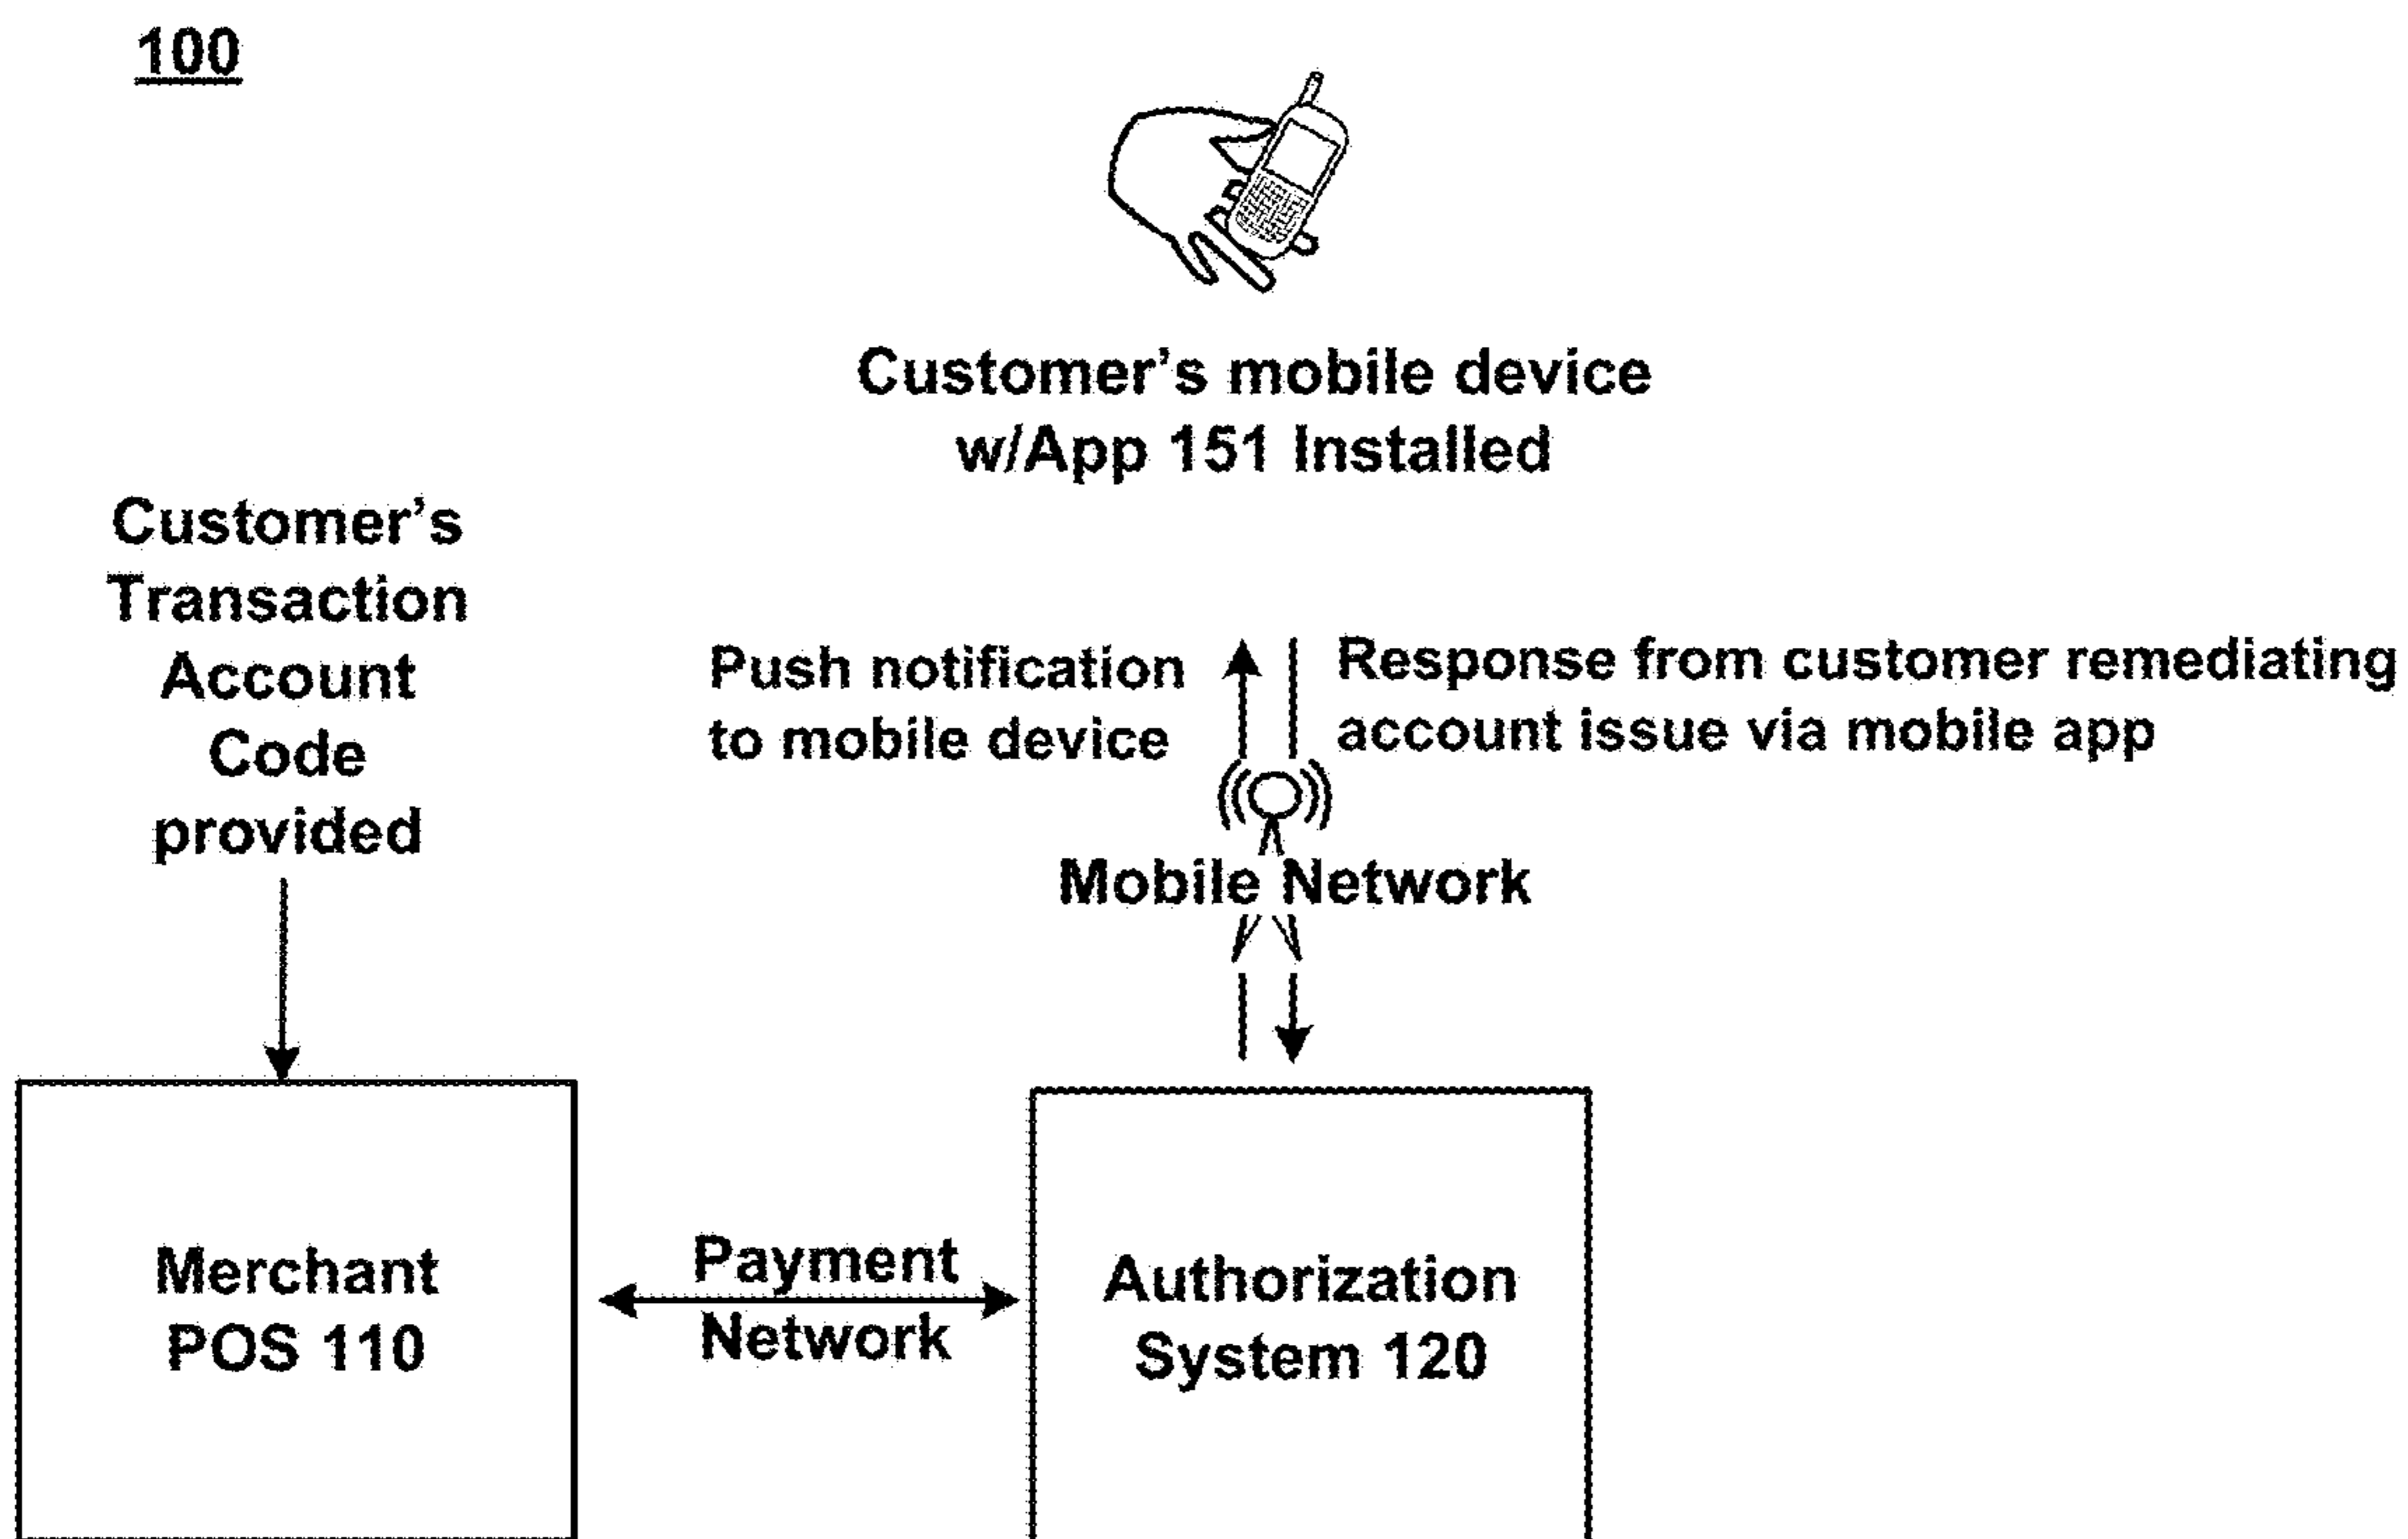 100
Customer's mobile device
w/App 151 Installed
Customer's
Transaction
Account
Code
provided
Push notification
to mobile device
Response from customer remediating
account issue via mobile app
Mobile Network
Merchant
POS 110
Payment
Network
Authorization
System 120